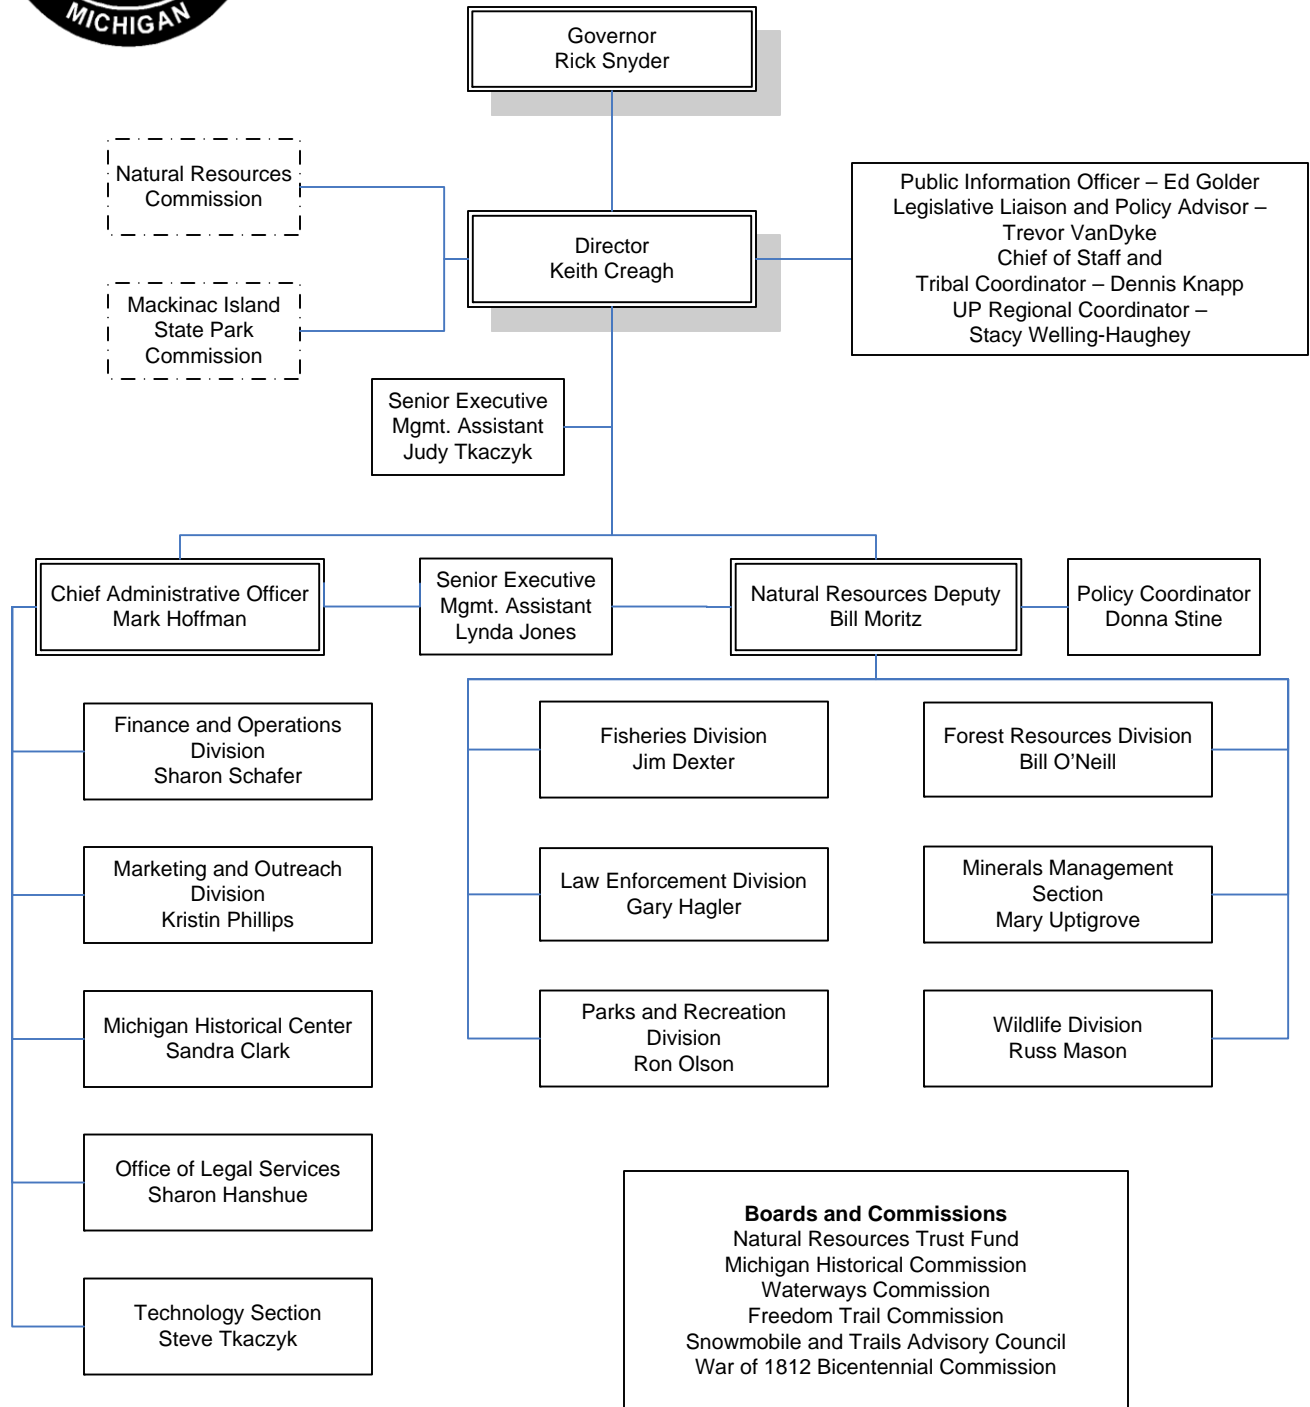 MICHIGAN
Governor
Rick Snyder
Natural Resources
Commission
Public Information Officer – Ed Golder
Legislative Liaison and Policy Advisor –
Trevor VanDyke
Chief of Staff and
Tribal Coordinator – Dennis Knapp
UP Regional Coordinator –
Stacy Welling-Haughey
Director
Keith Creagh
Mackinac Island
State Park
Commission
Senior Executive
Mgmt. Assistant
Judy Tkaczyk
Chief Administrative Officer
Mark Hoffman
Senior Executive
Mgmt. Assistant
Lynda Jones
Natural Resources Deputy
Bill Moritz
Policy Coordinator
Donna Stine
Finance and Operations
Division
Sharon Schafer
Fisheries Division
Jim Dexter
Forest Resources Division
Bill O’Neill
Marketing and Outreach
Division
Kristin Phillips
Law Enforcement Division
Gary Hagler
Minerals Management
Section
Mary Uptigrove
Michigan Historical Center
Sandra Clark
Parks and Recreation
Division
Ron Olson
Wildlife Division
Russ Mason
Office of Legal Services
Sharon Hanshue
Technology Section
Steve Tkaczyk
Boards and Commissions
Natural Resources Trust Fund
Michigan Historical Commission
Waterways Commission
Freedom Trail Commission
Snowmobile and Trails Advisory Council
War of 1812 Bicentennial Commission